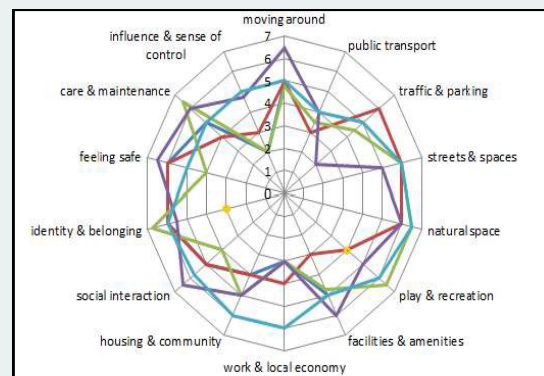 moving around
public transport
traffic & parking
streets & spaces
natural space
play & recreation
facilities & amenities
work & local economy
housing & community
social interaction
identity & belonging
feeling safe
care & maintenance
influence & sense of
control
7
6
5
4
3
2
1
0